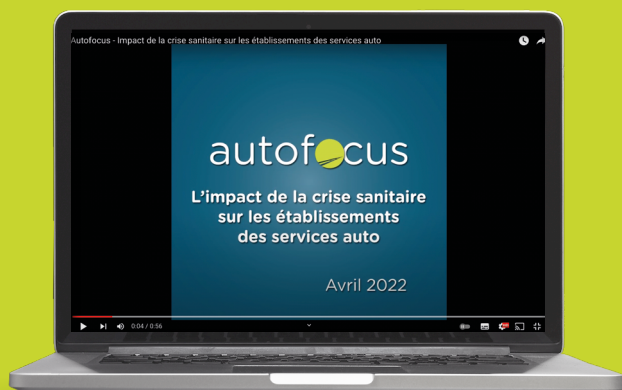 Autofocus - Impact de la crise sanitaire sur les établissements des services auto
autofocus
L'impact de la crise sanitaire
sur les établissements
des services auto
Avril 2022
0:04 / 0:56